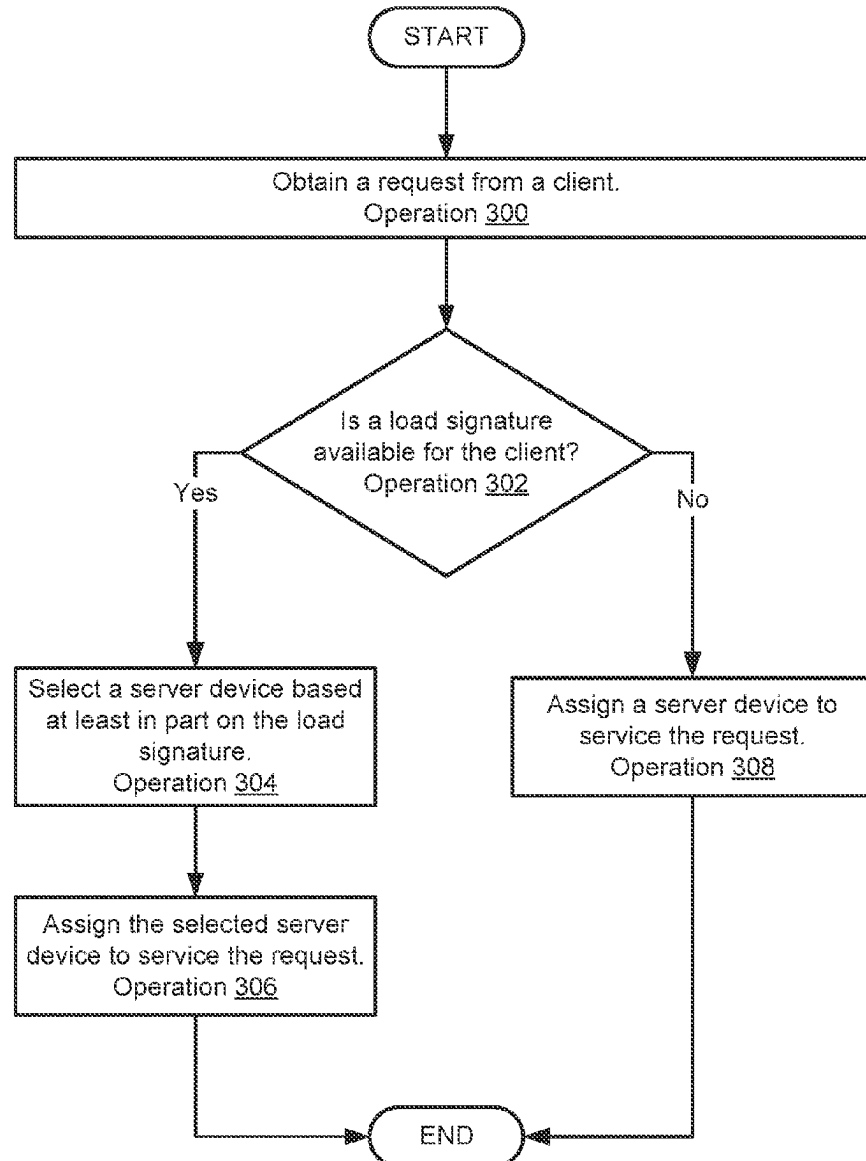 START
Obtain a request from a client.
Operation 300
Is a load signature
available for the client?
Operation 302
Yes
No
Select a server device based
at least in part on the load
signature.
Operation 304
Assign a server device to
service the request.
Operation 308
Assign the selected server
device to service the request.
Operation 306
END